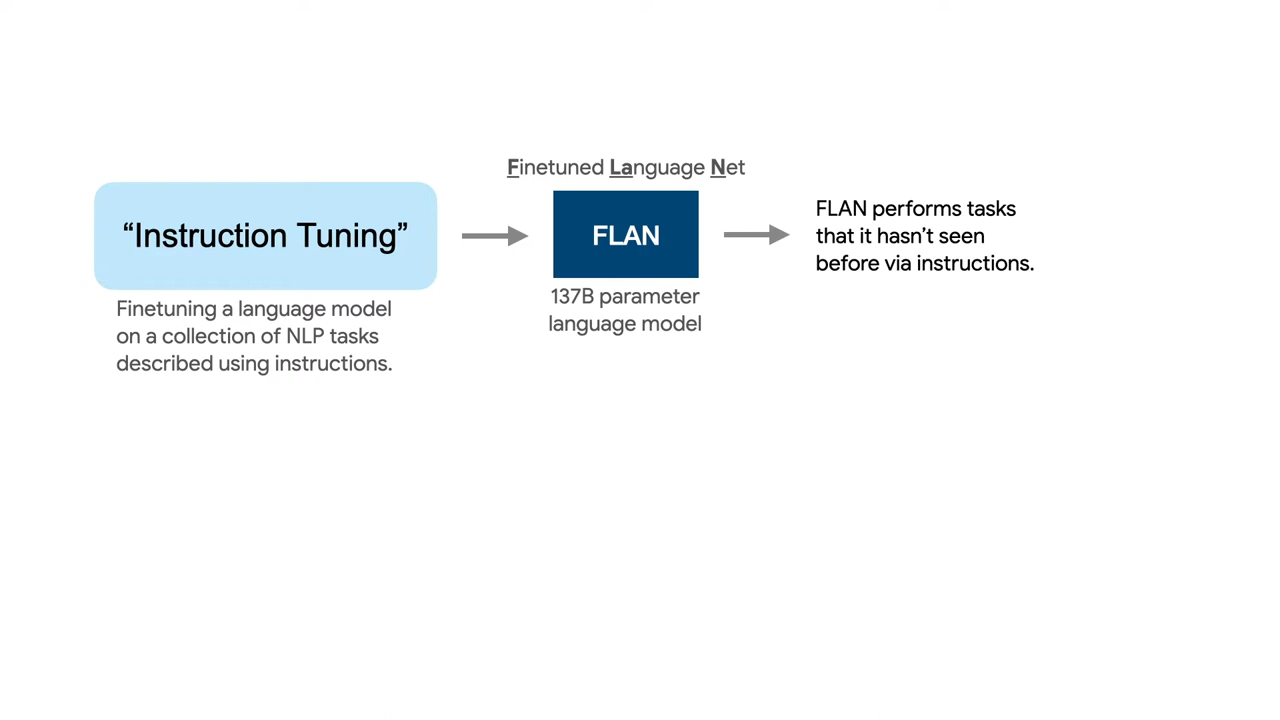 “Instruction Tuning”
Finetuning a language model
on a collection of NLP tasks
described using instructions.
Finetuned Language Net
FLAN
137B parameter
language model
FLAN performs tasks
that it hasn’t seen
before via instructions.